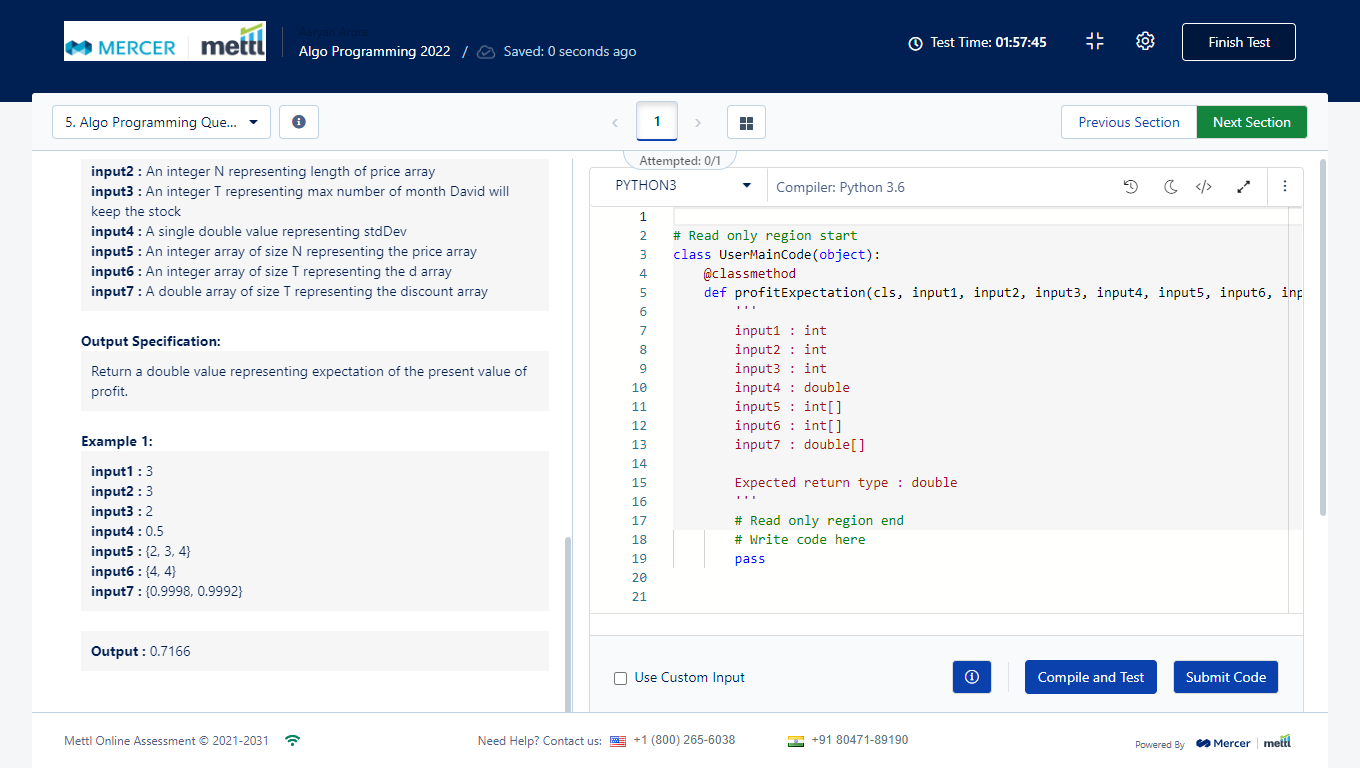 MERCER
mettl
Algo Programming 2022 / Saved: 0 seconds ago
Test Time: 01:57:45
Finish Test
5. Algo Programming Que...
1
Previous Section
Next Section
Attempted: 0/1
input2 : An integer N representing length of price array
input3 : An integer T representing max number of month David will
keep the stock
input4 : A single double value representing stdDev
input5 : An integer array of size N representing the price array
input6 : An integer array of size T representing the d array
input7 : A double array of size T representing the discount array
Output Specification:
Return a double value representing expectation of the present value of
profit.
Example 1:
input1 : 3
input2 : 3
input3 : 2
input4 : 0.5
input5 : {2, 3, 4}
input6 : {4, 4}
input7 : {0.9998, 0.9992}
Output : 0.7166
PYTHON3
Compiler: Python 3.6
1
2 # Read only region start
3 class UserMainCode(object):
4 @classmethod
5 def profitExpectation(cls, input1, input2, input3, input4, input5, input6, inp
6 '''
7 input1 : int
8 input2 : int
9 input3 : int
10 input4 : double
11 input5 : int[]
12 input6 : int[]
13 input7 : double[]
14
15 Expected return type : double
16 '''
17 # Read only region end
18 # Write code here
19 pass
20
21
Use Custom Input
Compile and Test
Submit Code
Mettl Online Assessment © 2021-2031
Need Help? Contact us: +1 (800) 265-6038
+91 80471-89190
Powered By Mercer mettl